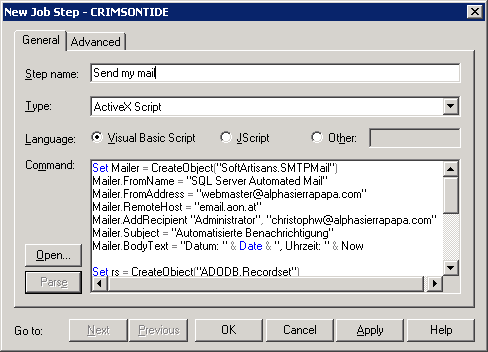 New Job Step - CRIMSONTIDE
General Advanced
Step name: Send my mail
Type: ActiveX Script
Language: Visual Basic Script JScript Other:
Command: Set Mailer = CreateObject("SoftArtisans.SMTPMail")
Mailer.FromName = "SQL Server Automated Mail"
Mailer.FromAddress = "webmaster@alphasierrapapa.com"
Mailer.RemoteHost = "email.aon.at"
Mailer.AddRecipient "Administrator", "christophw@alphasierrapapa.com"
Mailer.Subject = "Automatisierte Benachrichtigung"
Mailer.BodyText = "Datum: " & Date & ", Uhrzeit: " & Now
Set rs = CreateObject("ADODB.Recordset")
Open...
Parse
Go to: Next Previous OK Cancel Apply Help